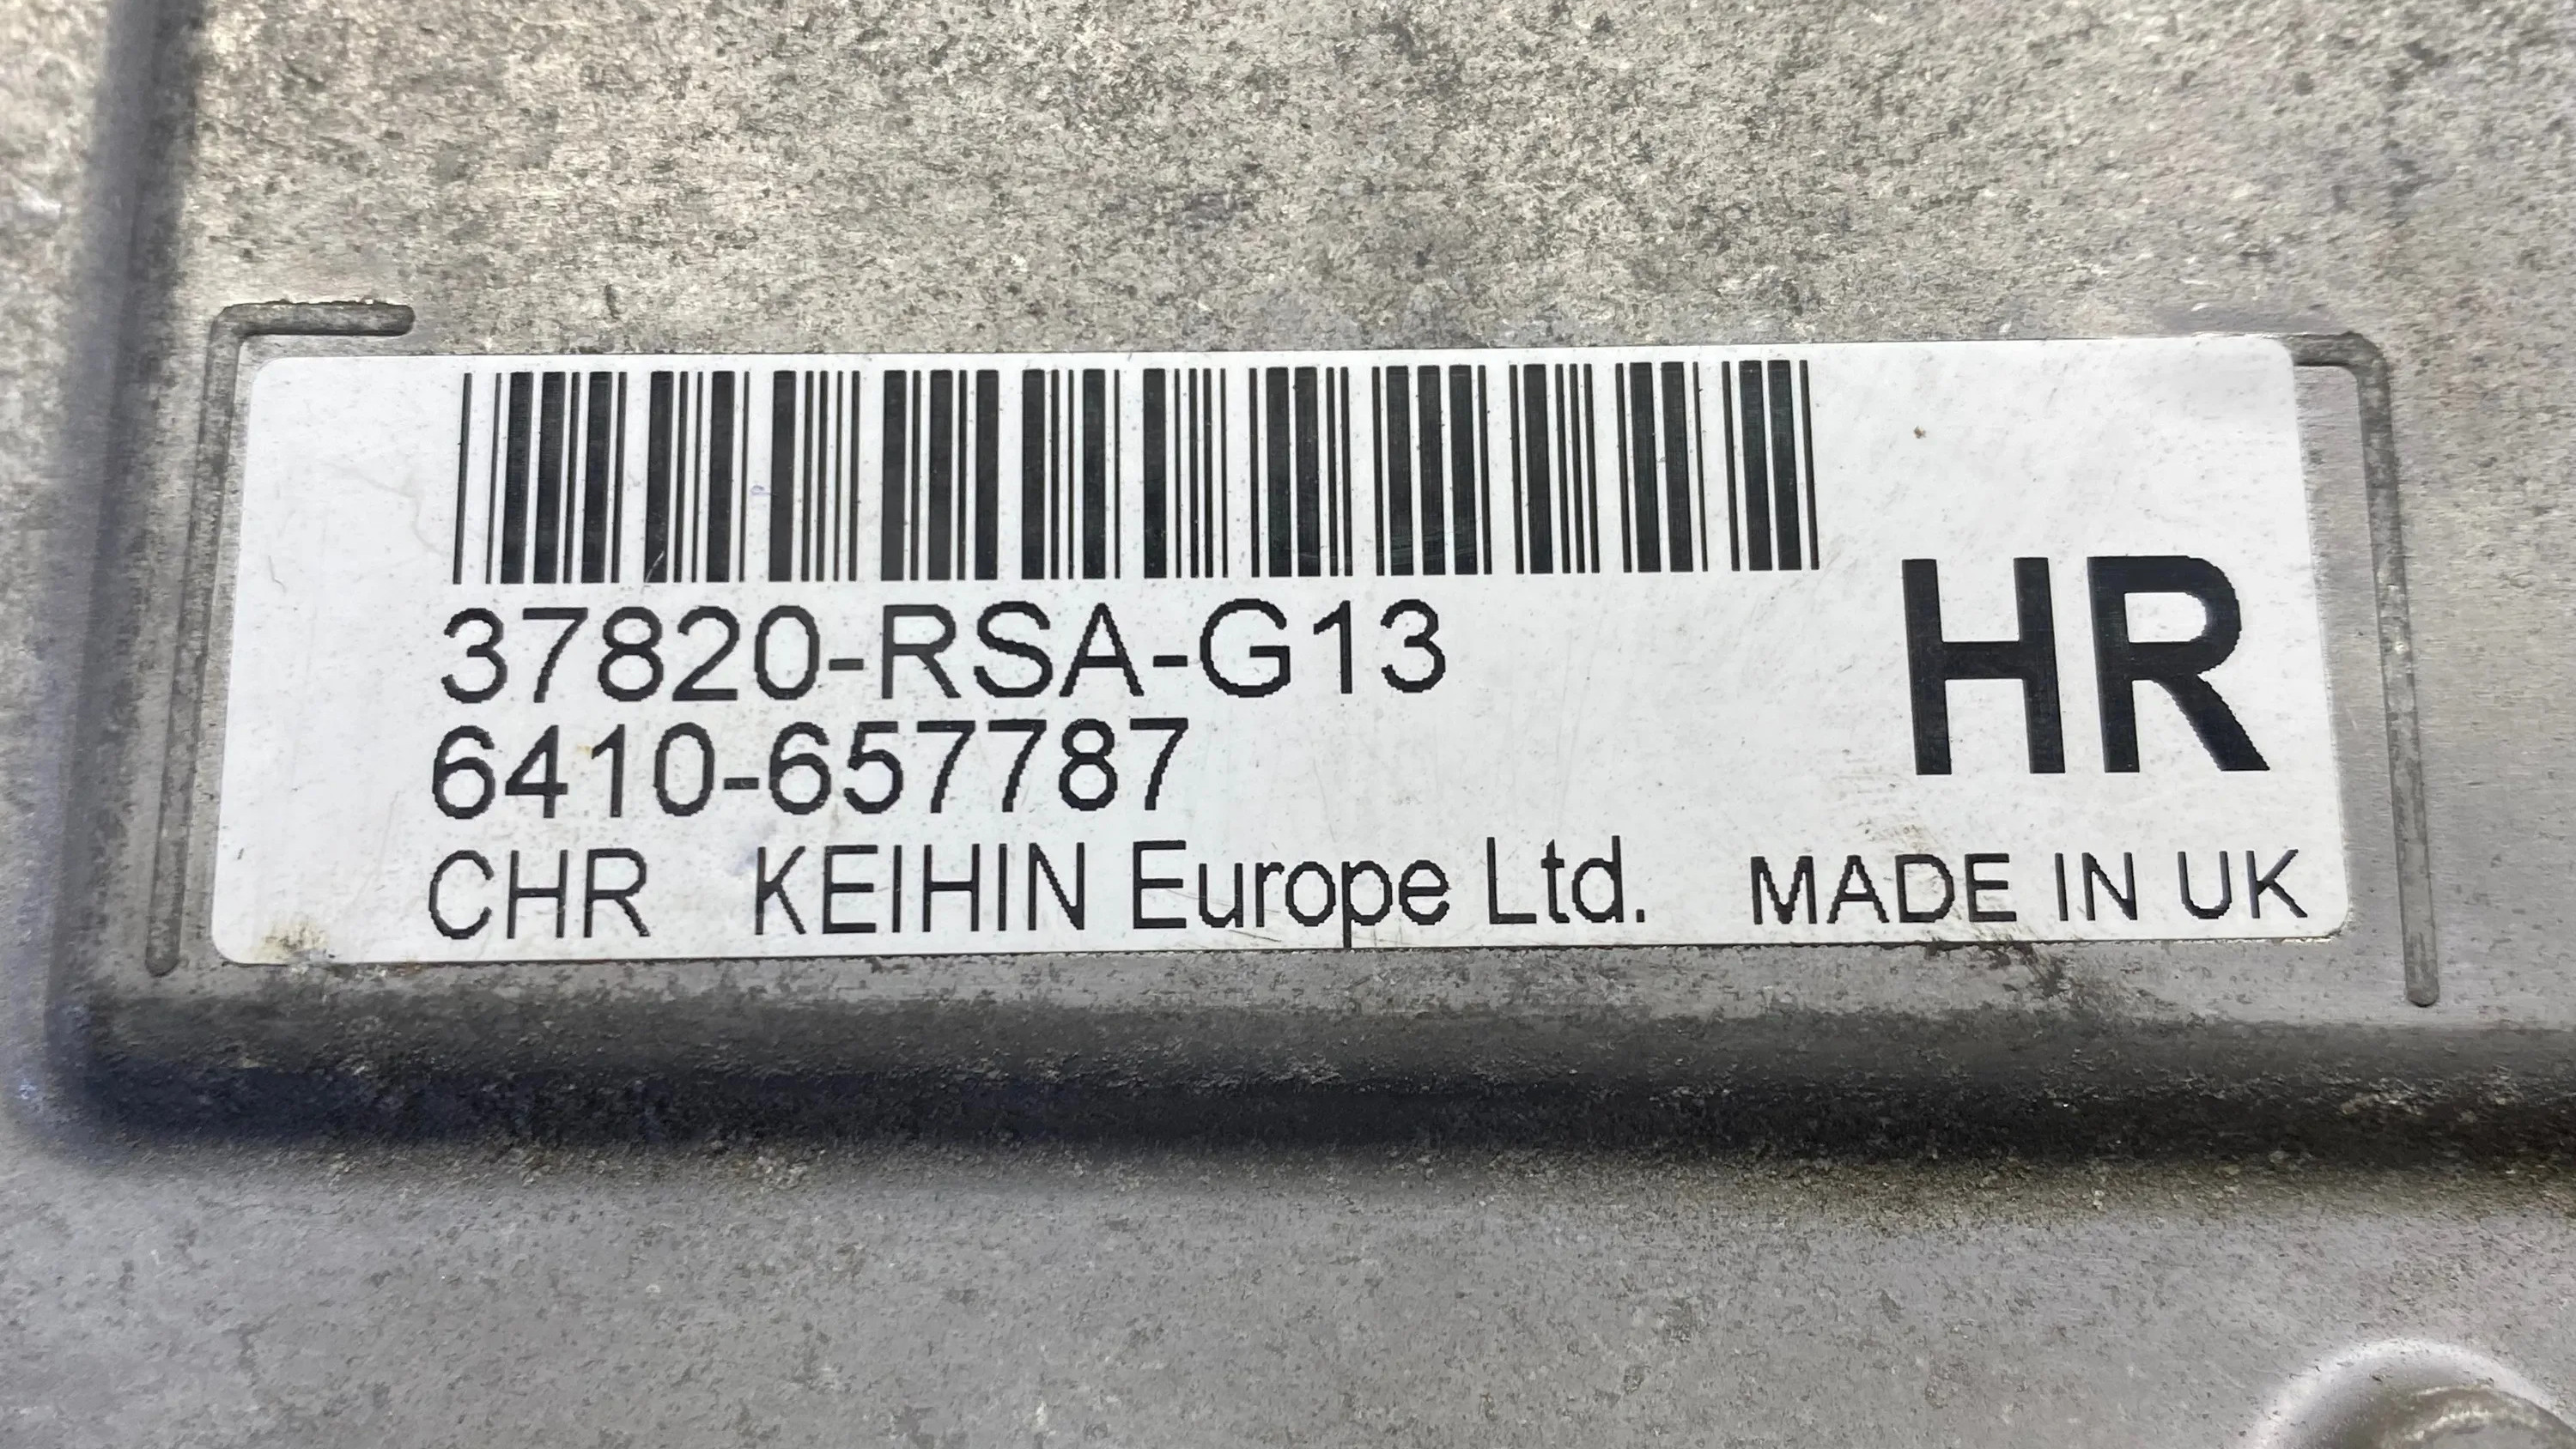 37820-RSA-G13
6410-657787
HR
CHR KEIHIN Europe Ltd. MADE IN UK